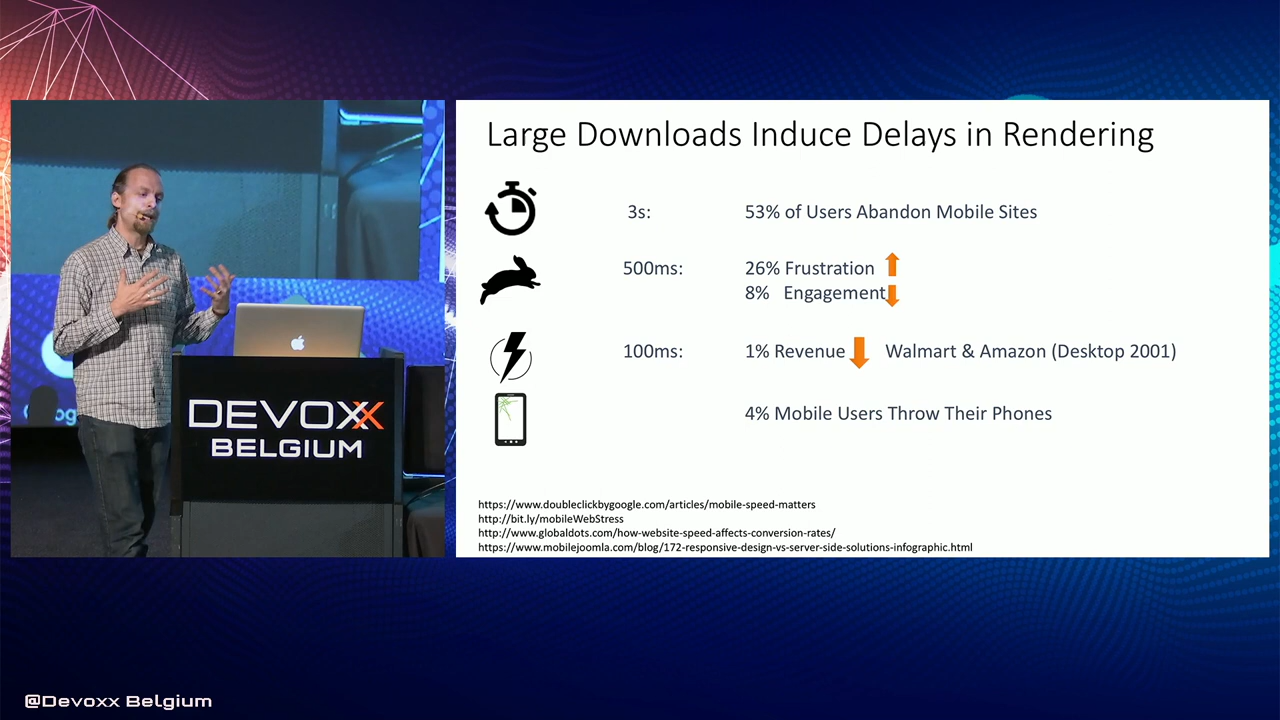 Large Downloads Induce Delays in Rendering
3s: 53% of Users Abandon Mobile Sites
500ms: 26% Frustration
8% Engagement
100ms: 1% Revenue Walmart & Amazon (Desktop 2001)
4% Mobile Users Throw Their Phones
https://www.doubleclickbygoogle.com/articles/mobile-speed-matters
http://bit.ly/mobileWebStress
http://www.globaldots.com/how-website-speed-affects-conversion-rates/
https://www.mobilejoomla.com/blog/172-responsive-design-vs-server-side-solutions-infographic.html
DEVOXX
BELGIUM
@Devoxx Belgium